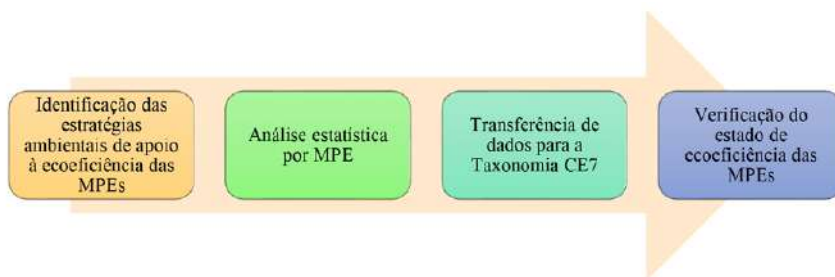 Identificação das
estratégias
ambientais de apoio
à ecoeficiência das
MPEs
Análise estatística
por MPE
Transferência de
dados para a
Taxonomia CE7
Verificação do
estado de
ecoeficiência das
MPEs